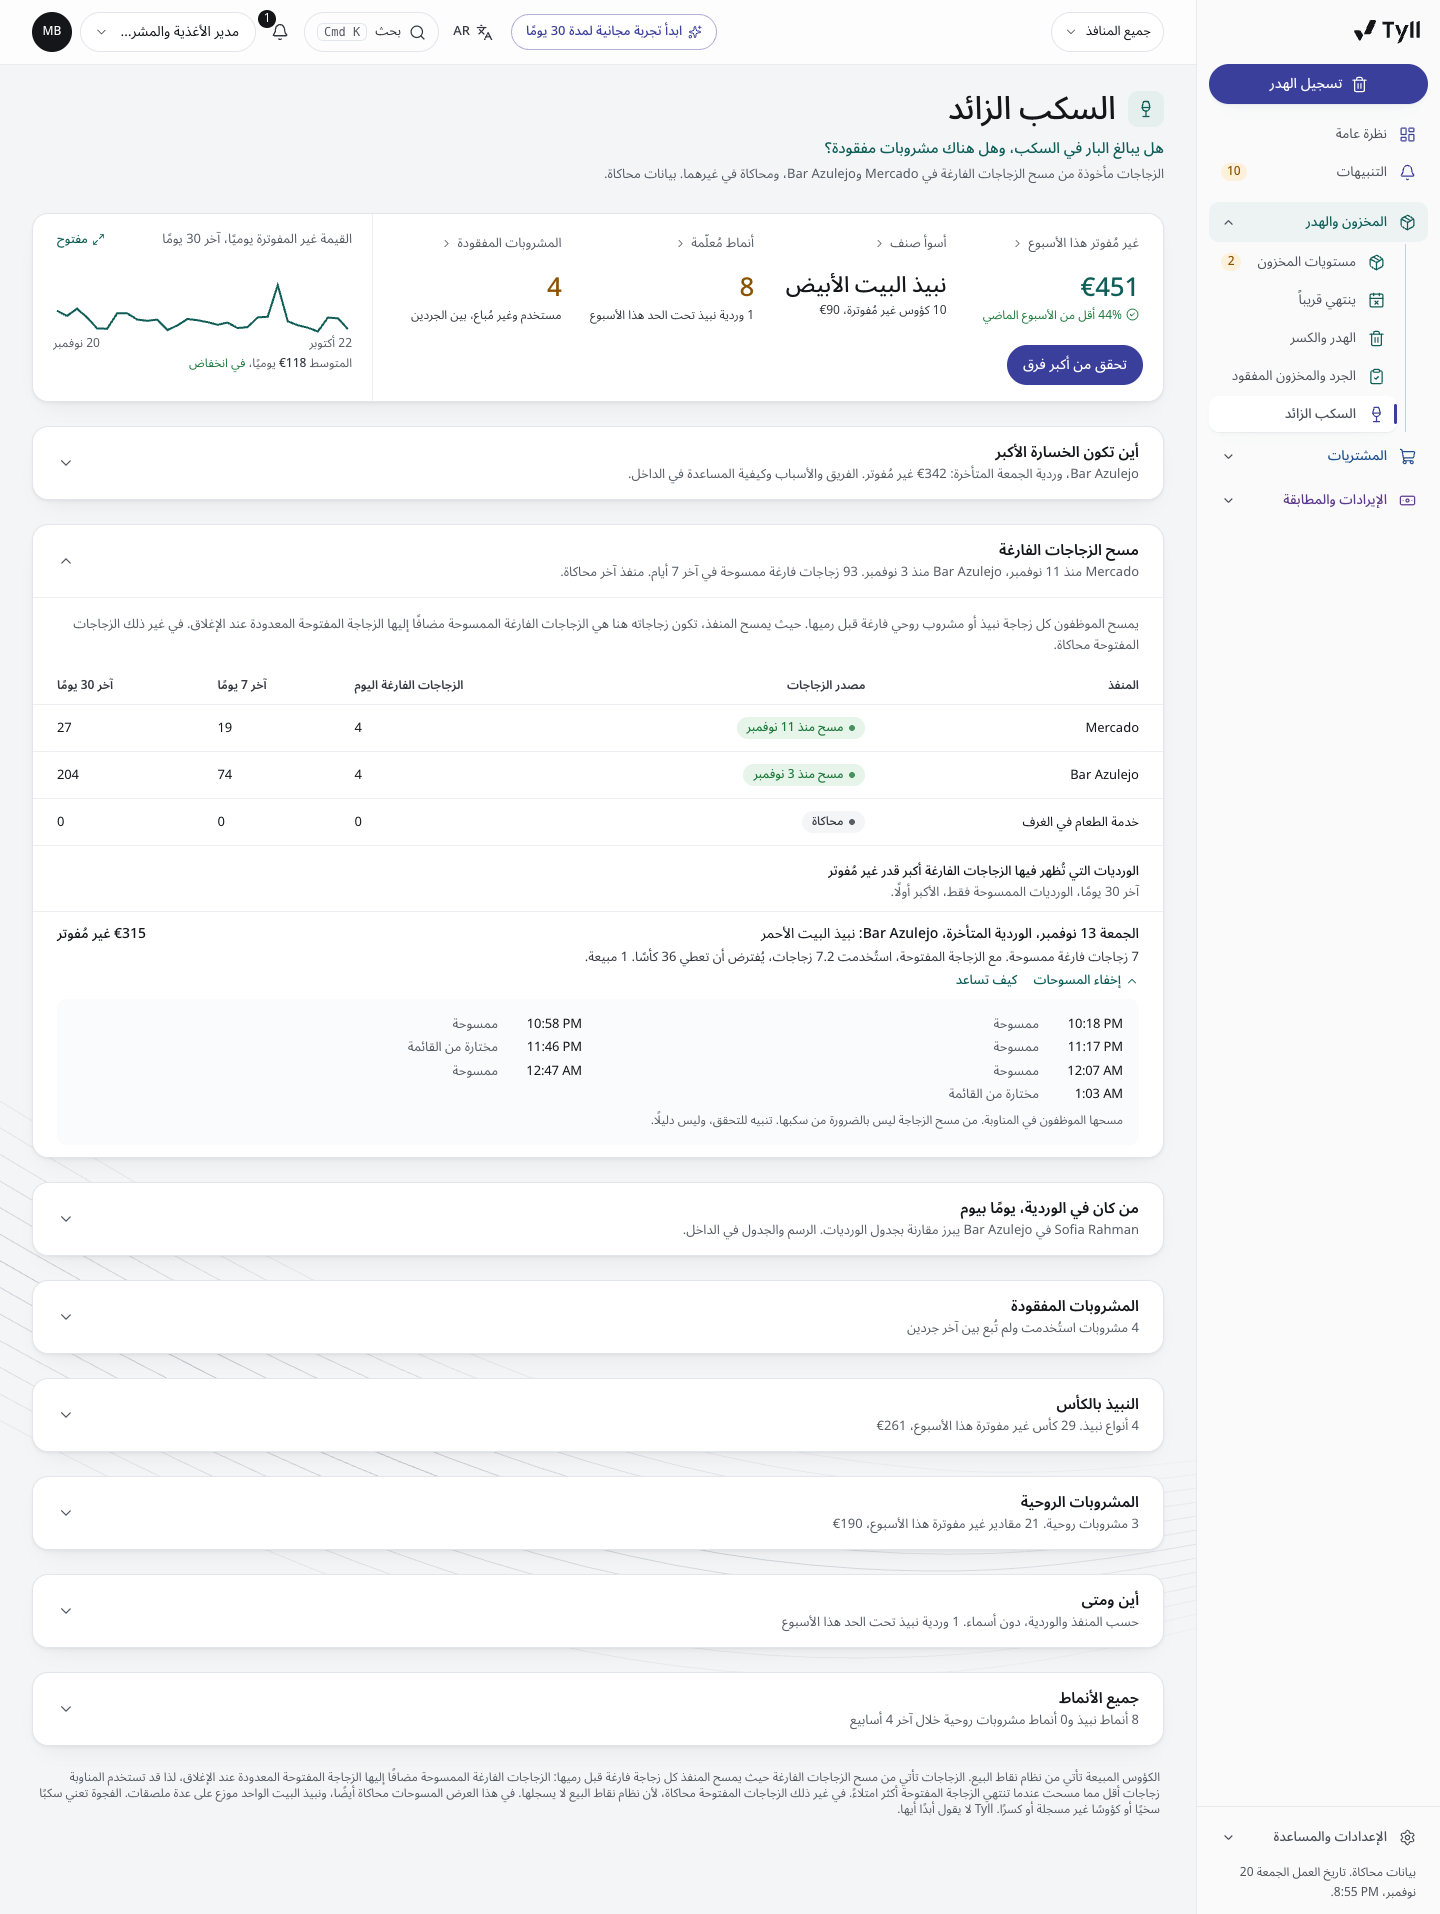 Tyll
تسجيل الهدر
نظرة عامة
التنبيهات
10
المخزون والهدر
مستويات المخزون
2
ينتهي قريباً
الهدر والكسر
الجرد والمخزون المفقود
السكب الزائد
المشتريات
الإيرادات والمطابقة
الإعدادات والمساعدة
بيانات محاكاة. تاريخ العمل الجمعة 20
نوفمبر، 8:55 PM.
جميع المنافذ
ابدأ تجربة مجانية لمدة 30 يومًا
AR
بحث
Cmd K
1
مدير الأغذية والمشر...
MB
السكب الزائد
هل يبالغ البار في السكب، وهل هناك مشروبات مفقودة؟
الزجاجات مأخوذة من مسح الزجاجات الفارغة في Mercado وBar Azulejo، ومحاكاة في غيرهما. بيانات محاكاة.
غير مُفوتر هذا الأسبوع
€451
44% أقل من الأسبوع الماضي
أسوأ صنف
نبيذ البيت الأبيض
10 كؤوس غير مُفوترة، €90
أنماط مُعلّمة
8
1 وردية نبيذ تحت الحد هذا الأسبوع
المشروبات المفقودة
4
مستخدم وغير مُباع، بين الجردين
تحقق من أكبر فرق
القيمة غير المفوترة يوميًا، آخر 30 يومًا
مفتوح
22 أكتوبر
20 نوفمبر
المتوسط €118 يوميًا، في انخفاض
أين تكون الخسارة الأكبر
Bar Azulejo، وردية الجمعة المتأخرة: €342 غير مُفوتر. الفريق والأسباب وكيفية المساعدة في الداخل.
مسح الزجاجات الفارغة
Mercado منذ 11 نوفمبر، Bar Azulejo منذ 3 نوفمبر. 93 زجاجات فارغة ممسوحة في آخر 7 أيام. منفذ آخر محاكاة.
يمسح الموظفون كل زجاجة نبيذ أو مشروب روحي فارغة قبل رميها. حيث يمسح المنفذ، تكون زجاجاته هنا هي الزجاجات الفارغة الممسوحة مضافًا إليها الزجاجة المفتوحة المعدودة عند الإغلاق. في غير ذلك الزجاجات
المفتوحة محاكاة.
المنفذ
مصدر الزجاجات
الزجاجات الفارغة اليوم
آخر 7 يومًا
آخر 30 يومًا
Mercado
مسح منذ 11 نوفمبر
4
19
27
Bar Azulejo
مسح منذ 3 نوفمبر
4
74
204
خدمة الطعام في الغرف
محاكاة
0
0
0
الورديات التي تُظهر فيها الزجاجات الفارغة أكبر قدر غير مُفوتر
آخر 30 يومًا، الورديات الممسوحة فقط، الأكبر أولًا.
الجمعة 13 نوفمبر، الوردية المتأخرة، Bar Azulejo: نبيذ البيت الأحمر
€315 غير مُفوتر
7 زجاجات فارغة ممسوحة. مع الزجاجة المفتوحة، استُخدمت 7.2 زجاجات، يُفترض أن تعطي 36 كأسًا. 1 مبيعة.
إخفاء المسوحات
كيف تساعد
10:18 PM ممسوحة
10:58 PM ممسوحة
11:17 PM ممسوحة
11:46 PM مختارة من القائمة
12:07 AM ممسوحة
12:47 AM ممسوحة
1:03 AM مختارة من القائمة
مسحها الموظفون في المناوبة. من مسح الزجاجة ليس بالضرورة من سكبها. تنبيه للتحقق، وليس دليلًا.
من كان في الوردية، يومًا بيوم
Sofia Rahman في Bar Azulejo يبرز مقارنة بجدول الورديات. الرسم والجدول في الداخل.
المشروبات المفقودة
4 مشروبات استُخدمت ولم تُبع بين آخر جردين
النبيذ بالكأس
4 أنواع نبيذ. 29 كأس غير مفوترة هذا الأسبوع، €261
المشروبات الروحية
3 مشروبات روحية. 21 مقادير غير مفوترة هذا الأسبوع، €190
أين ومتى
حسب المنفذ والوردية، دون أسماء. 1 وردية نبيذ تحت الحد هذا الأسبوع
جميع الأنماط
8 أنماط نبيذ و0 أنماط مشروبات روحية خلال آخر 4 أسابيع
الكؤوس المبيعة تأتي من نظام نقاط البيع. الزجاجات تأتي من مسح الزجاجات الفارغة حيث يمسح المنفذ كل زجاجة فارغة قبل رميها: الزجاجات الفارغة الممسوحة مضافًا إليها الزجاجة المفتوحة المعدودة عند الإغلاق، لذا قد تستخدم المناوبة
زجاجات أقل مما مسحت عندما تنتهي الزجاجة المفتوحة أكثر امتلاءً. في غير ذلك الزجاجات المفتوحة محاكاة، لأن نظام نقاط البيع لا يسجلها. في هذا العرض المسوحات محاكاة أيضًا، ونبيذ البيت الواحد موزع على عدة ملصقات. الفجوة تعني سكبًا
سخيًا أو كؤوسًا غير مسجلة أو كسرًا. Tyll لا يقول أبدًا أيها.